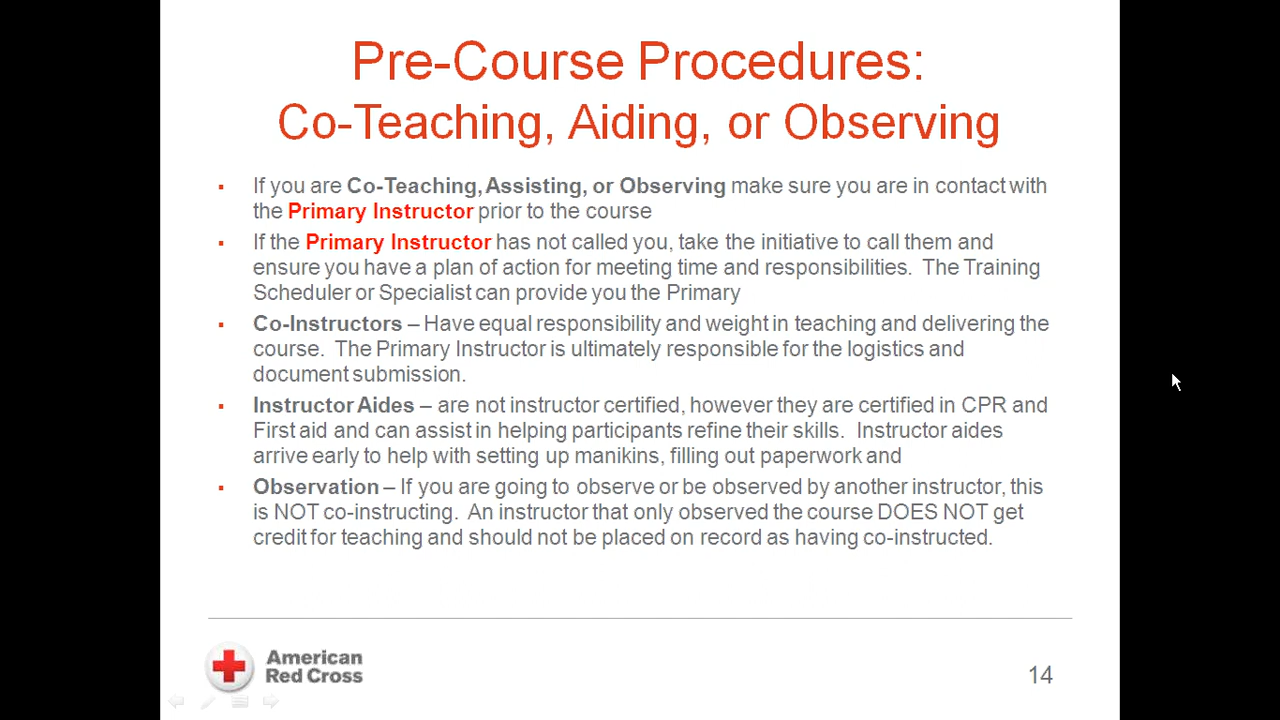 Pre-Course Procedures:
Co-Teaching, Aiding, or Observing
▪ If you are Co-Teaching, Assisting, or Observing make sure you are in contact with
the Primary Instructor prior to the course
▪ If the Primary Instructor has not called you, take the initiative to call them and
ensure you have a plan of action for meeting time and responsibilities. The Training
Scheduler or Specialist can provide you the Primary
▪ Co-Instructors – Have equal responsibility and weight in teaching and delivering the
course. The Primary Instructor is ultimately responsible for the logistics and
document submission.
▪ Instructor Aides – are not instructor certified, however they are certified in CPR and
First aid and can assist in helping participants refine their skills. Instructor aides
arrive early to help with setting up manikins, filling out paperwork and
▪ Observation – If you are going to observe or be observed by another instructor, this
is NOT co-instructing. An instructor that only observed the course DOES NOT get
credit for teaching and should not be placed on record as having co-instructed.
American
Red Cross
14